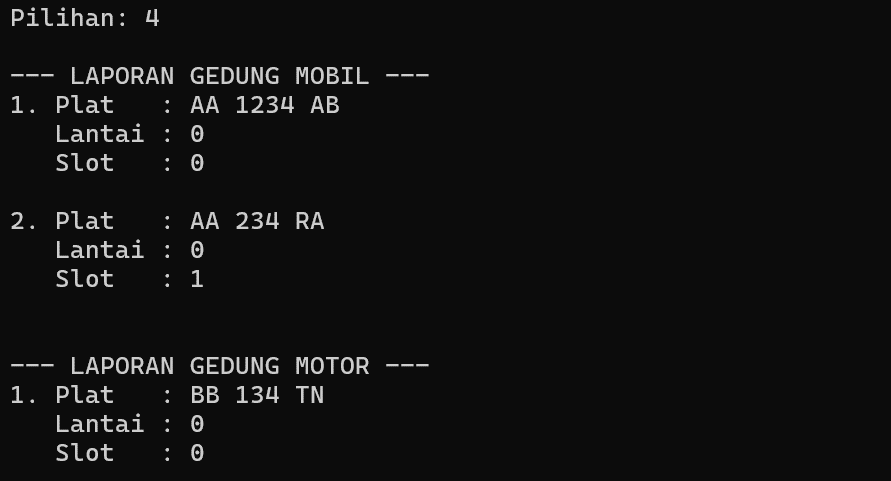 Pilihan: 4
--- LAPORAN GEDUNG MOBIL ---
1. Plat   : AA 1234 AB
   Lantai : 0
   Slot   : 0
2. Plat   : AA 234 RA
   Lantai : 0
   Slot   : 1
--- LAPORAN GEDUNG MOTOR ---
1. Plat   : BB 134 TN
   Lantai : 0
   Slot   : 0